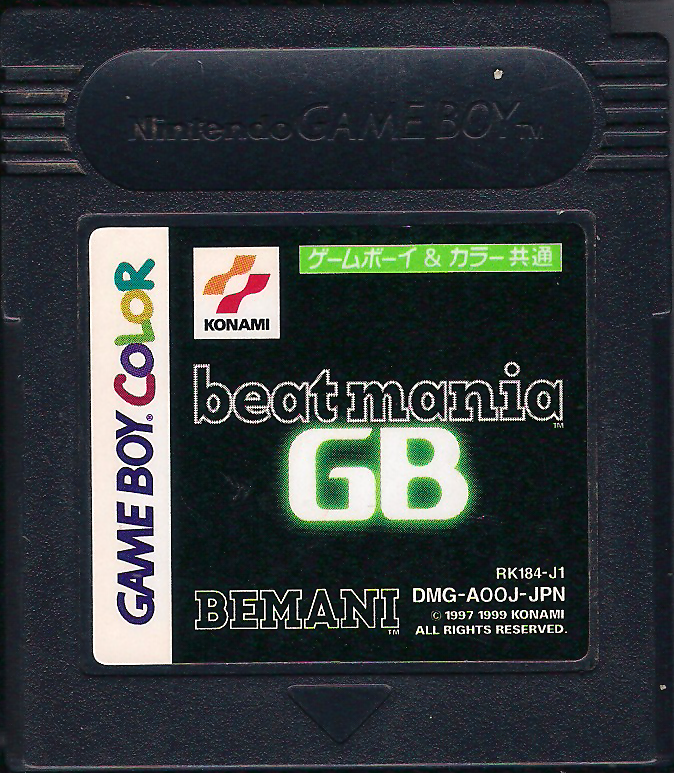 Nintendo GAME BOY TM
GAME BOY COLOR
KONAMI
ゲームボーイ & カラー共通
beatmania TM
GB
RK184-J1
DMG-A00J-JPN
BEMANI TM
© 1997 1999 KONAMI
ALL RIGHTS RESERVED.